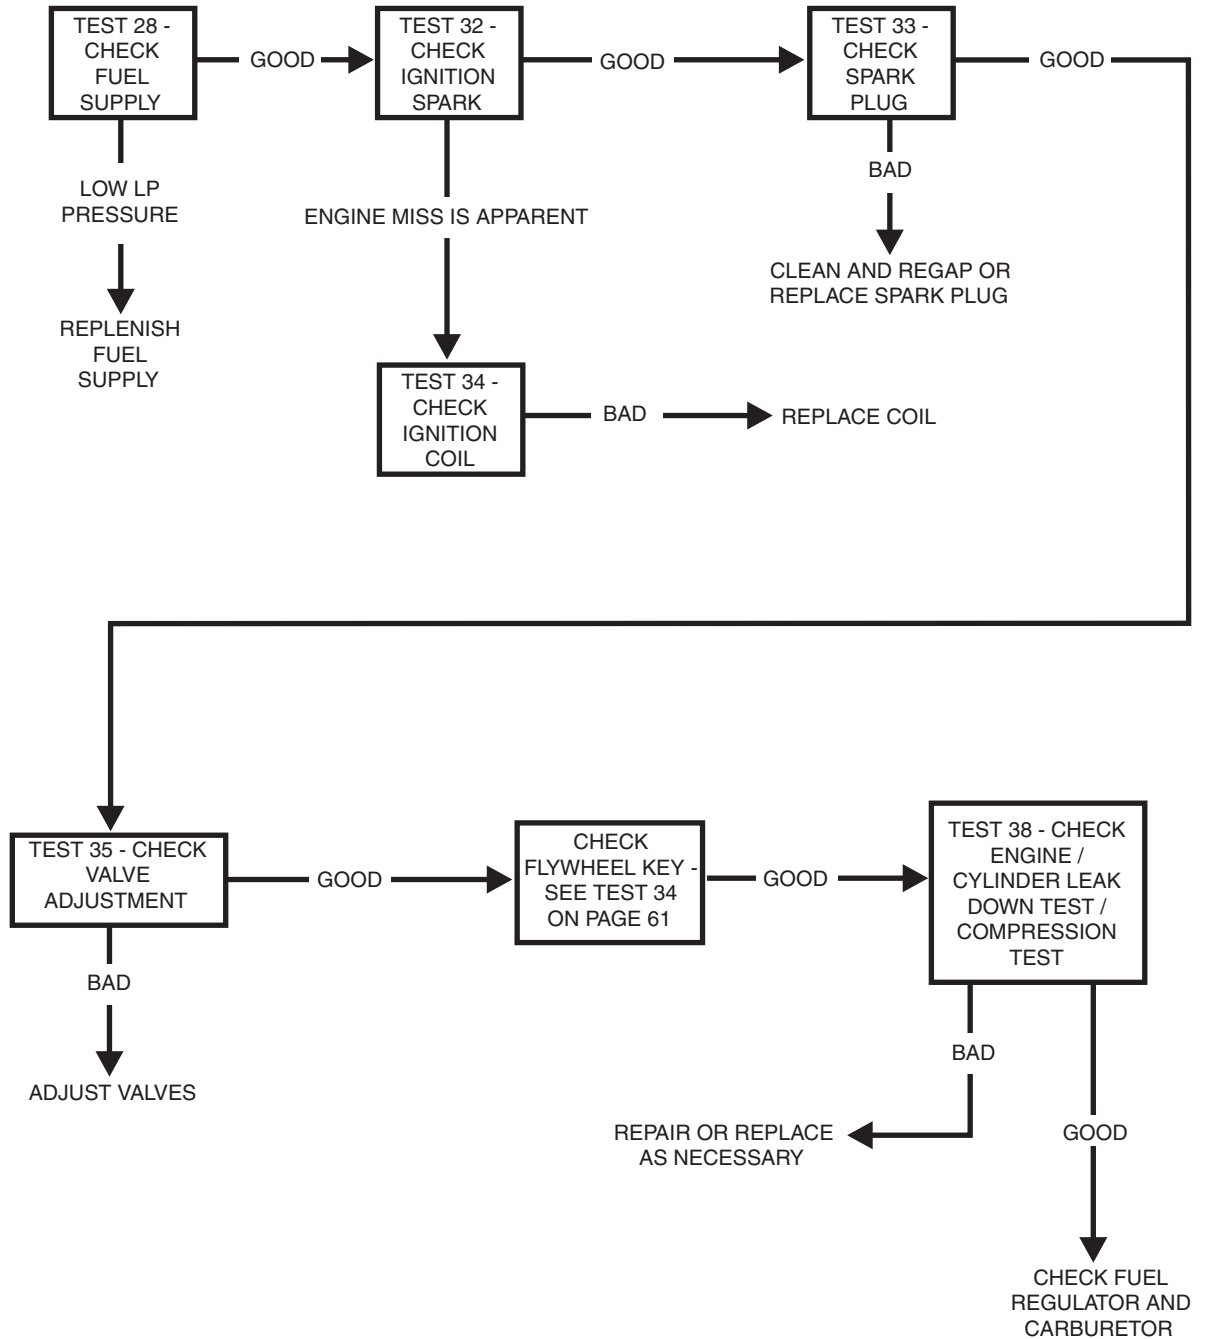 TEST 28 -
CHECK
FUEL
SUPPLY
GOOD
TEST 32 -
CHECK
IGNITION
SPARK
GOOD
TEST 33 -
CHECK
SPARK
PLUG
GOOD
LOW LP
PRESSURE
REPLENISH
FUEL
SUPPLY
ENGINE MISS IS APPARENT
BAD
CLEAN AND REGAP OR
REPLACE SPARK PLUG
TEST 34 -
CHECK
IGNITION
COIL
BAD
REPLACE COIL
TEST 35 - CHECK
VALVE
ADJUSTMENT
GOOD
CHECK
FLYWHEEL KEY -
SEE TEST 34
ON PAGE 61
GOOD
TEST 38 - CHECK
ENGINE /
CYLINDER LEAK
DOWN TEST /
COMPRESSION
TEST
BAD
ADJUST VALVES
BAD
REPAIR OR REPLACE
AS NECESSARY
GOOD
CHECK FUEL
REGULATOR AND
CARBURETOR